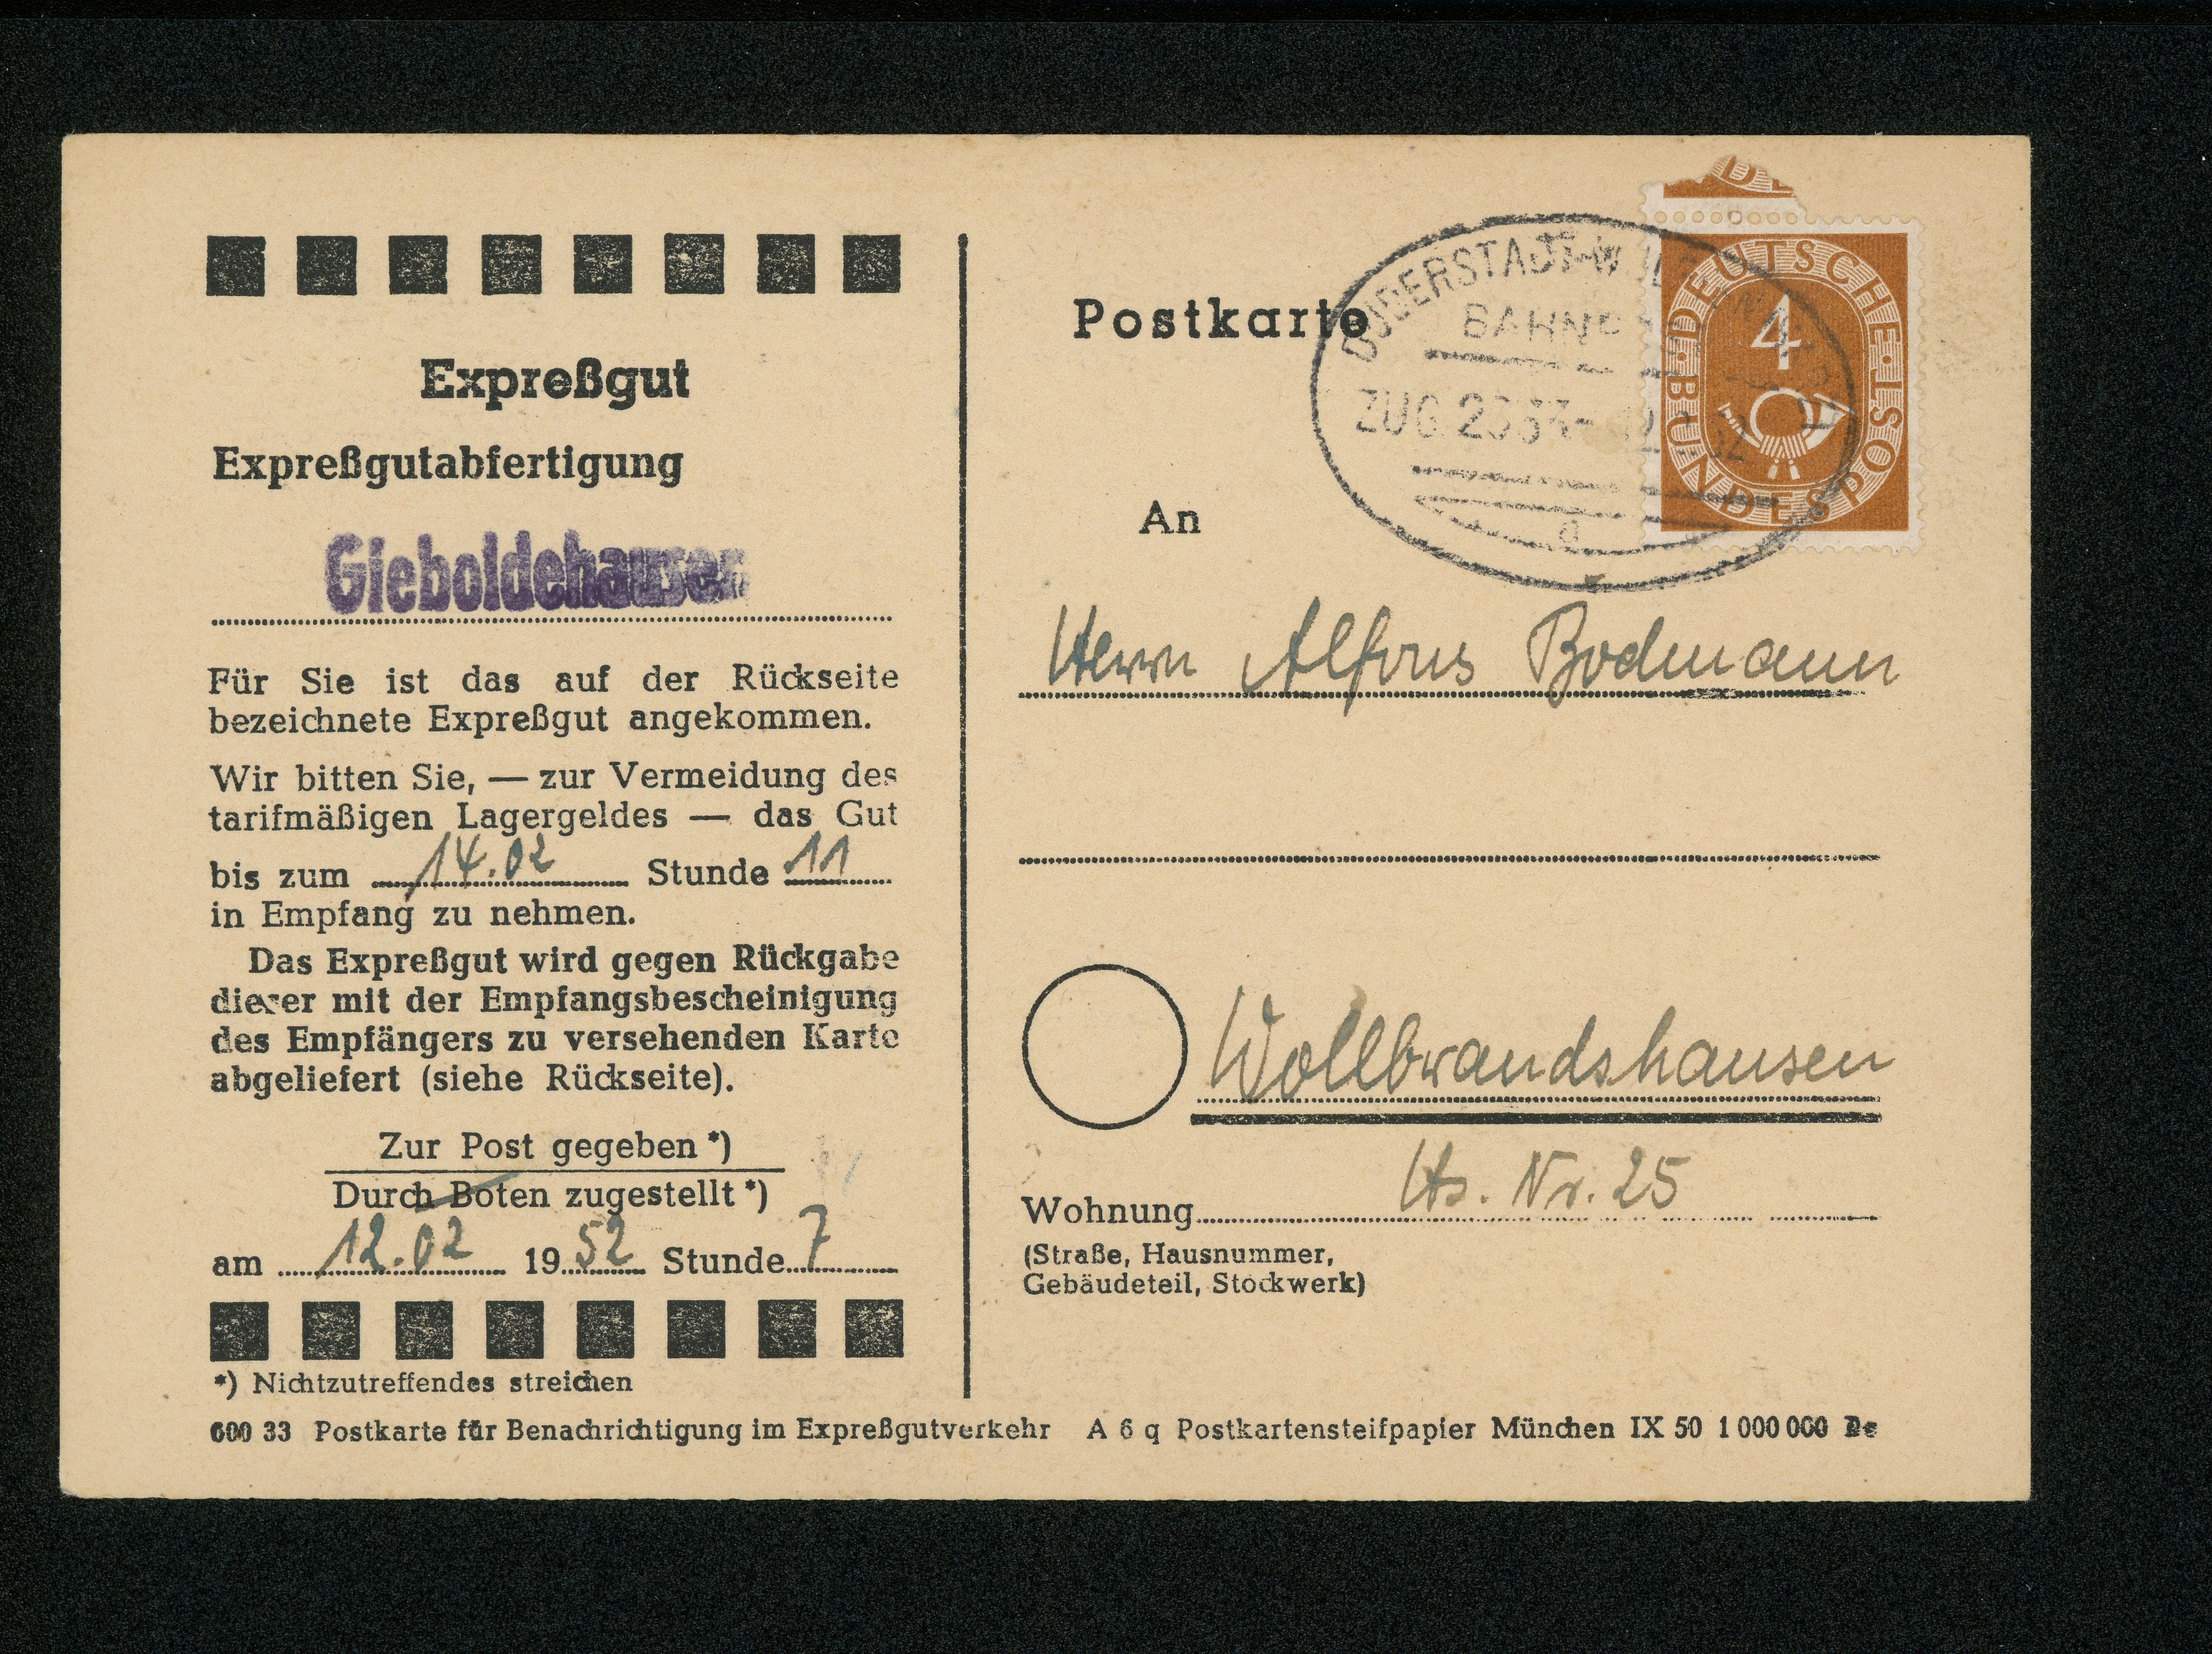 Expreßgut
Expreßgutabfertigung
Gieboldehausen
Für Sie ist das auf der Rückseite
bezeichnete Expreßgut angekommen.
Wir bitten Sie, — zur Vermeidung des
tarifmäßigen Lagergeldes — das Gut
bis zum 14.02 Stunde 11
in Empfang zu nehmen.
Das Expreßgut wird gegen Rückgabe
dieser mit der Empfangsbescheinigung
des Empfängers zu versehenden Karte
abgeliefert (siehe Rückseite).
Zur Post gegeben *)
Durch Boten zugestellt *)
am 12.02 1952 Stunde 7
*) Nichtzutreffendes streichen
600 33 Postkarte für Benachrichtigung im Expreßgutverkehr A 6 q Postkartensteifpapier München IX 50 1 000 000
Postkarte
DUDERSTADT-W
BAHNP
ZUG
DEUTSCHE BUNDESPOST
4
An
Herrn Alfons Bodmann
Wollbrandshausen
Hs. Nr. 25
Wohnung
(Straße, Hausnummer,
Gebäudeteil, Stockwerk)